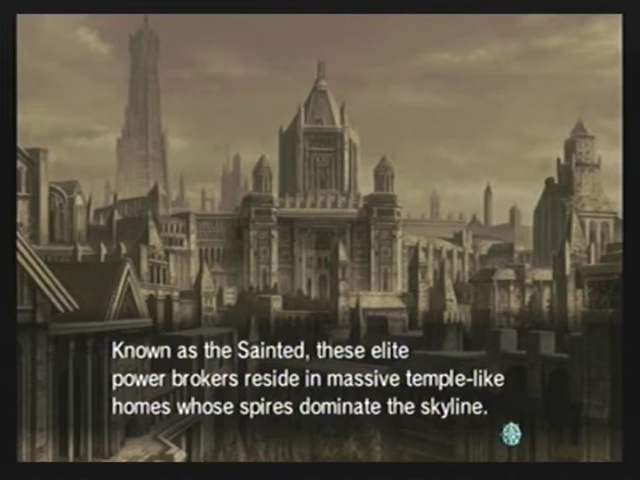 Known as the Sainted, these elite
power brokers reside in massive temple-like
homes whose spires dominate the skyline.